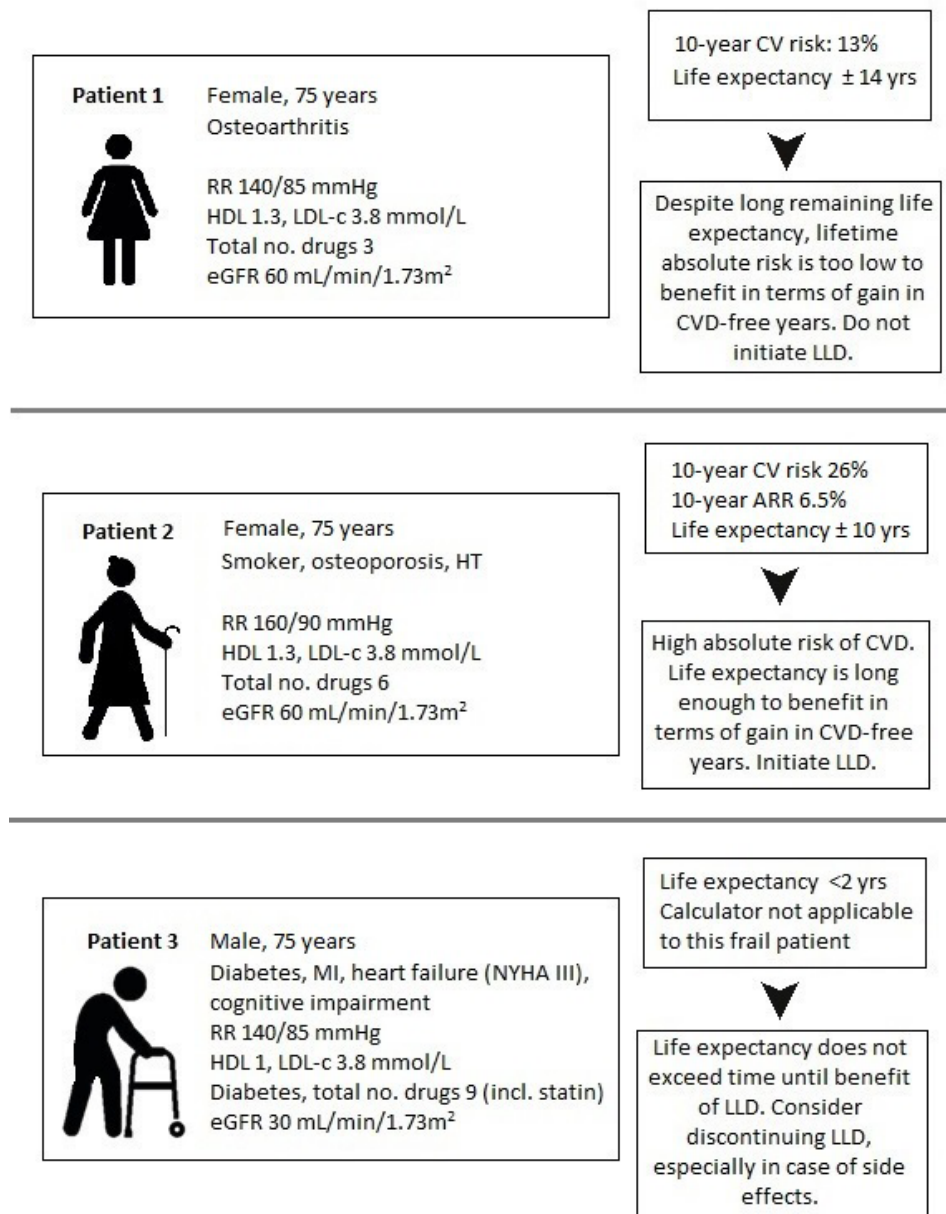 Patient 1
Female, 75 years
Osteoarthritis
RR 140/85 mmHg
HDL 1.3, LDL-c 3.8 mmol/L
Total no. drugs 3
eGFR 60 mL/min/1.73m²
10-year CV risk: 13%
Life expectancy ± 14 yrs
Despite long remaining life
expectancy, lifetime
absolute risk is too low to
benefit in terms of gain in
CVD-free years. Do not
initiate LLD.
Patient 2
Female, 75 years
Smoker, osteoporosis, HT
RR 160/90 mmHg
HDL 1.3, LDL-c 3.8 mmol/L
Total no. drugs 6
eGFR 60 mL/min/1.73m²
10-year CV risk 26%
10-year ARR 6.5%
Life expectancy ± 10 yrs
High absolute risk of CVD.
Life expectancy is long
enough to benefit in
terms of gain in CVD-free
years. Initiate LLD.
Patient 3
Male, 75 years
Diabetes, MI, heart failure (NYHA III),
cognitive impairment
RR 140/85 mmHg
HDL 1, LDL-c 3.8 mmol/L
Diabetes, total no. drugs 9 (incl. statin)
eGFR 30 mL/min/1.73m²
Life expectancy <2 yrs
Calculator not applicable
to this frail patient
Life expectancy does not
exceed time until benefit
of LLD. Consider
discontinuing LLD,
especially in case of side
effects.